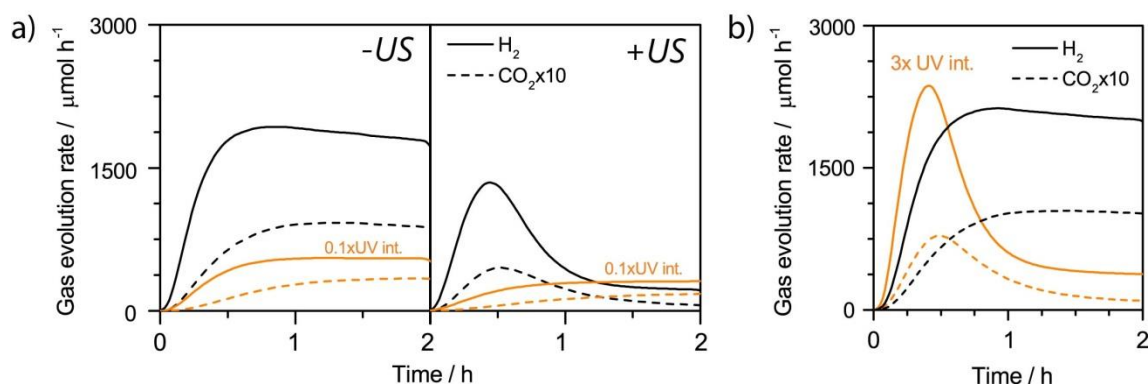 a)
-US
+US
H₂
CO₂x10
0.1xUV int.
0.1xUV int.
Gas evolution rate / μmol h⁻¹
3000
1500
0
0
1
2
0
1
2
Time / h
b)
3x UV int.
H₂
CO₂x10
Gas evolution rate / μmol h⁻¹
3000
1500
0
0
1
2
Time / h